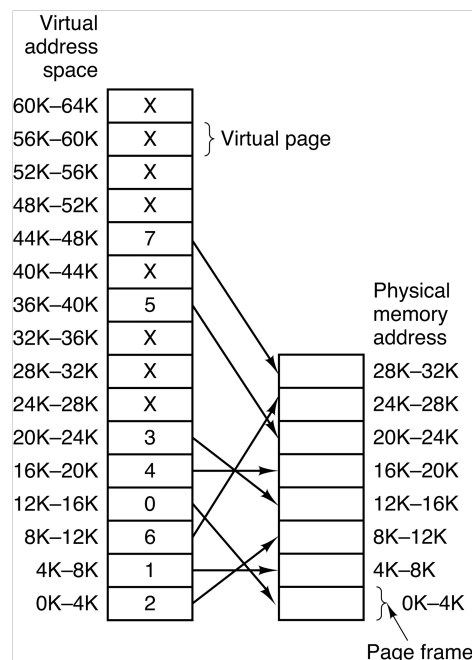 Virtual
address
space
60K–64K X
56K–60K X Virtual page
52K–56K X
48K–52K X
44K–48K 7
40K–44K X
36K–40K 5
32K–36K X
28K–32K X
24K–28K X
20K–24K 3
16K–20K 4
12K–16K 0
8K–12K 6
4K–8K 1
0K–4K 2
Physical
memory
address
28K–32K
24K–28K
20K–24K
16K–20K
12K–16K
8K–12K
4K–8K
0K–4K
Page frame